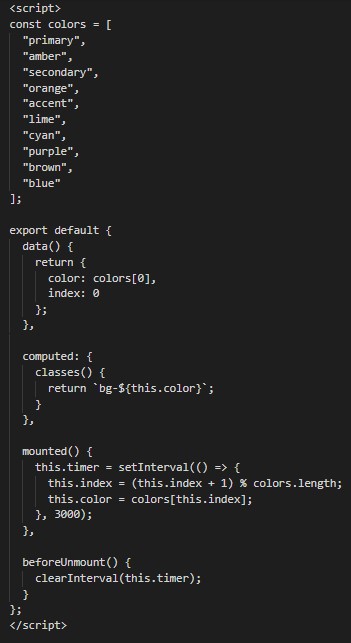 <script>
const colors = [
  "primary",
  "amber",
  "secondary",
  "orange",
  "accent",
  "lime",
  "cyan",
  "purple",
  "brown",
  "blue"
];

export default {
  data() {
    return {
      color: colors[0],
      index: 0
    };
  },

  computed: {
    classes() {
      return `bg-${this.color}`;
    }
  },

  mounted() {
    this.timer = setInterval(() => {
      this.index = (this.index + 1) % colors.length;
      this.color = colors[this.index];
    }, 3000);
  },

  beforeUnmount() {
    clearInterval(this.timer);
  }
};
</script>